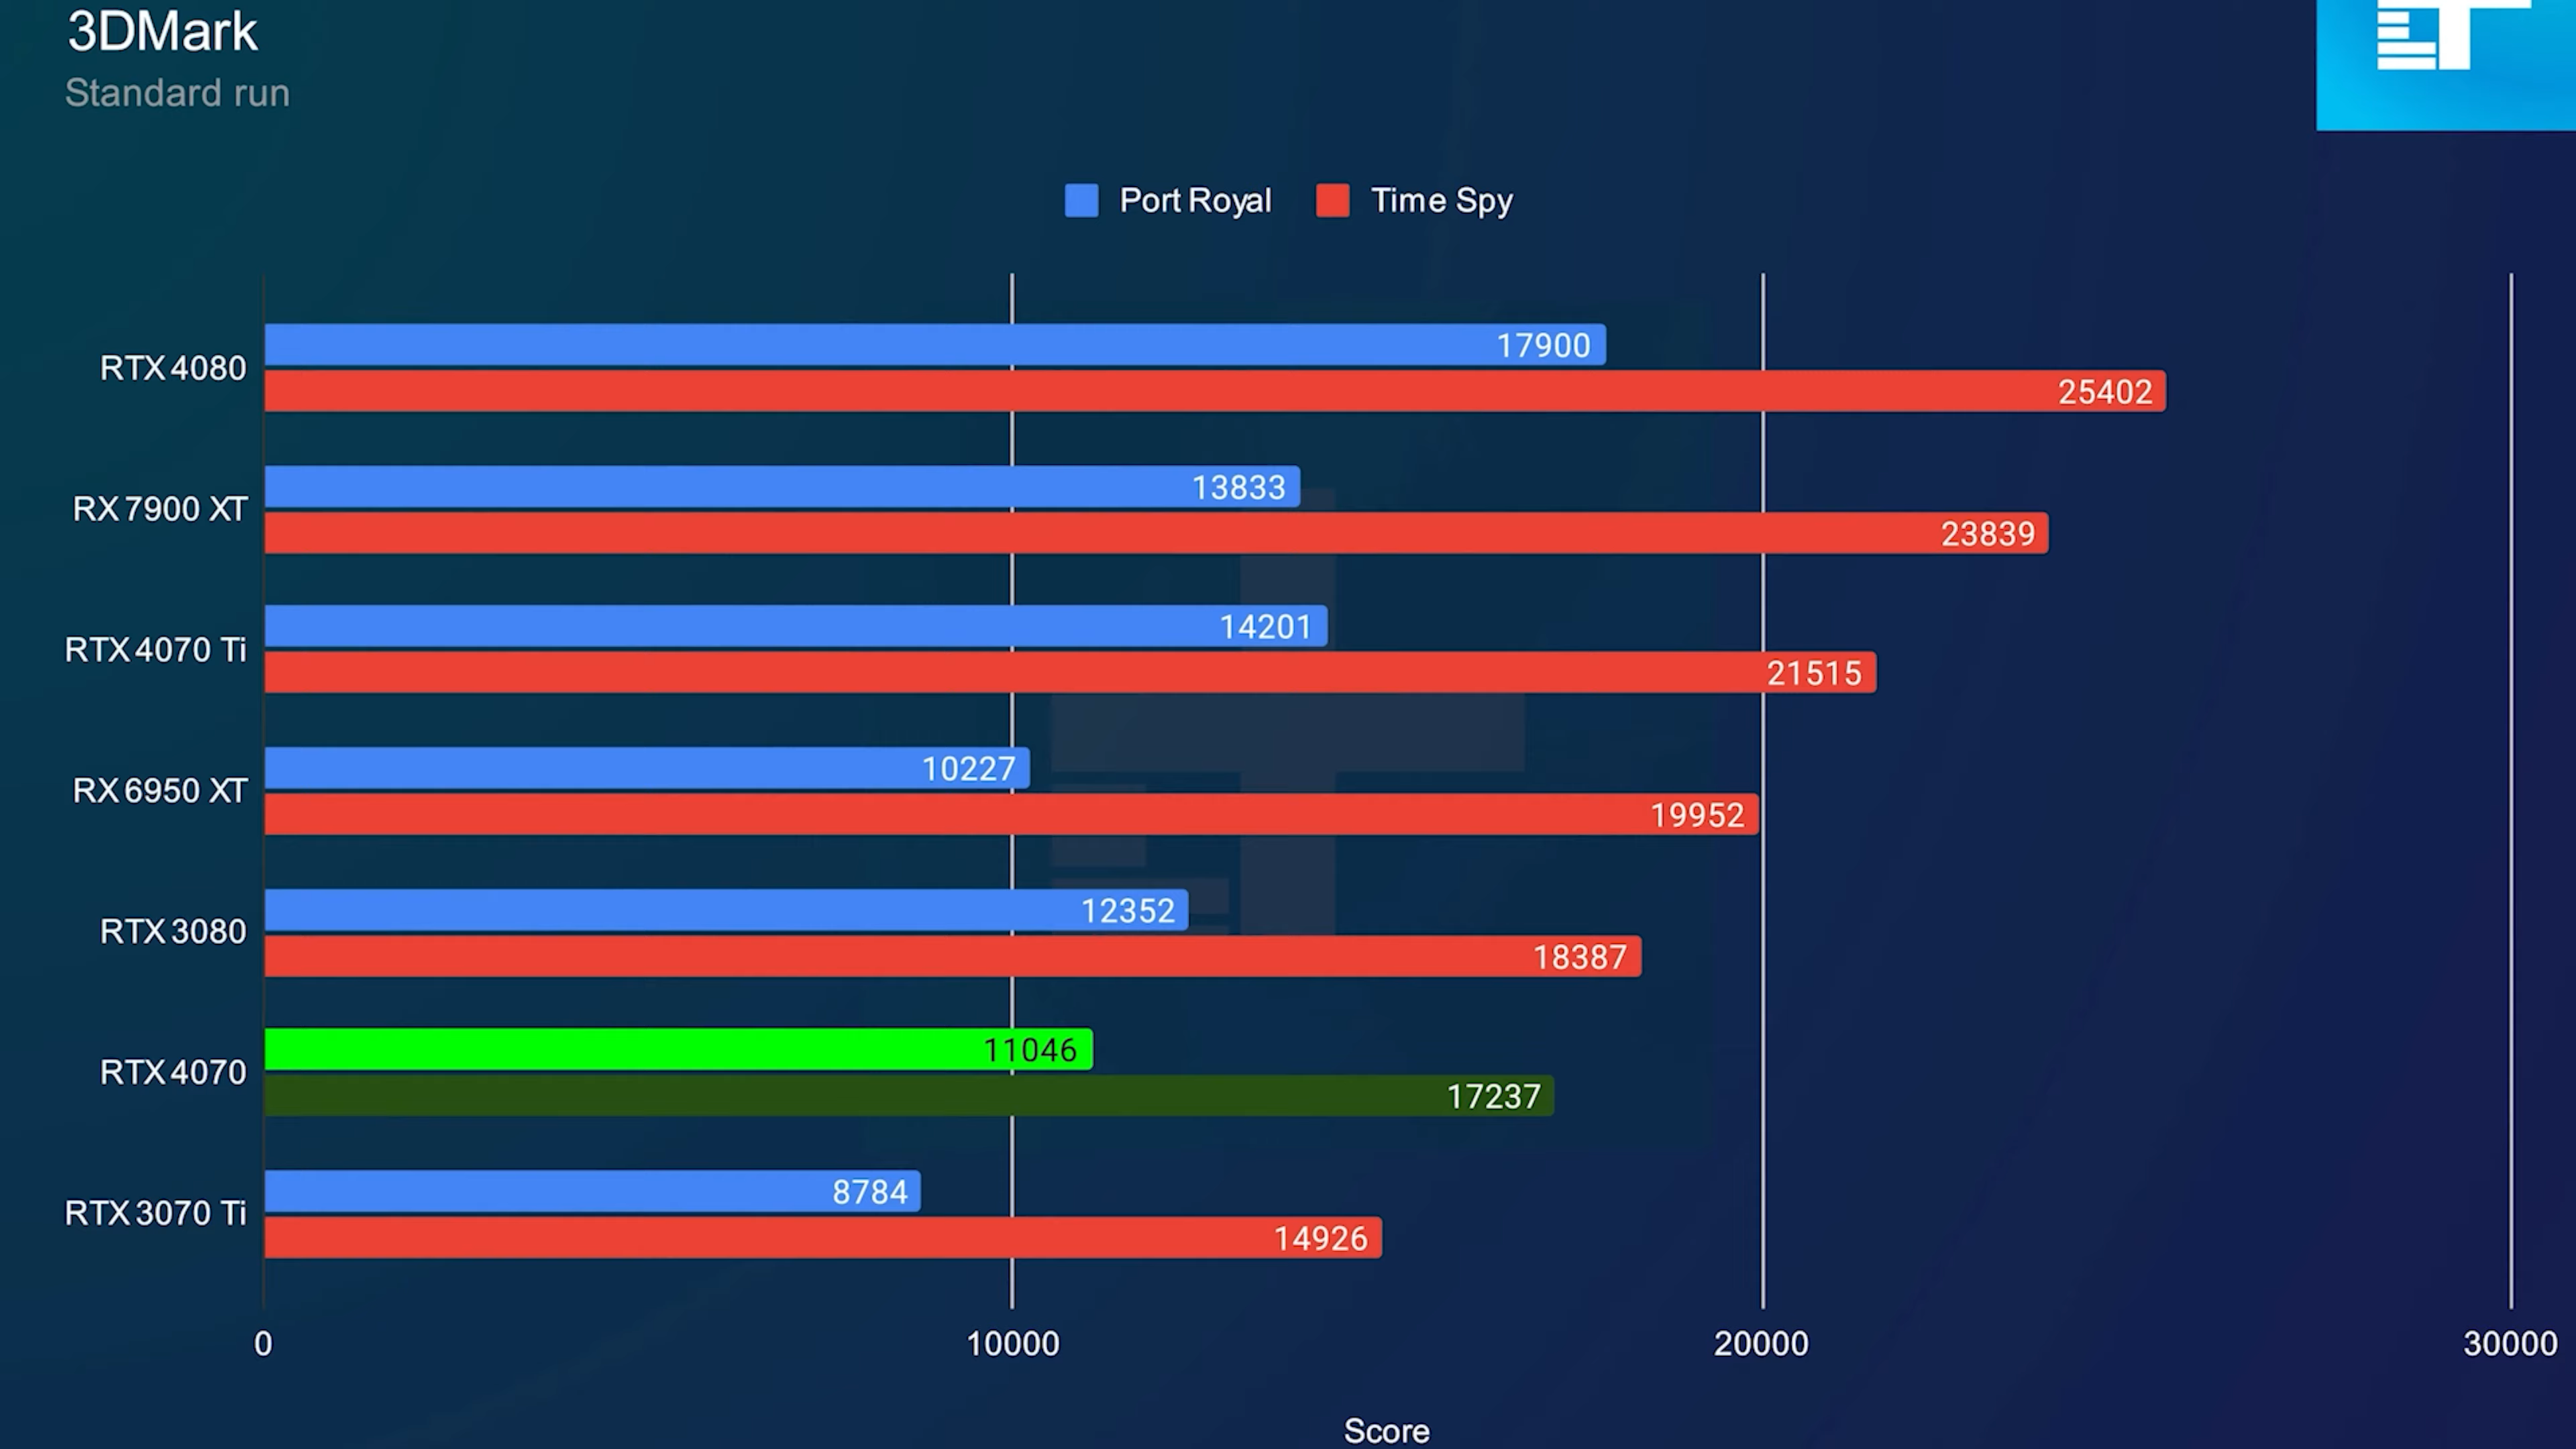 3DMark
Standard run
Port Royal
Time Spy
RTX 4080
17900
25402
RX 7900 XT
13833
23839
RTX 4070 Ti
14201
21515
RX 6950 XT
10227
19952
RTX 3080
12352
18387
RTX 4070
11046
17237
RTX 3070 Ti
8784
14926
0 10000 20000 30000
Score